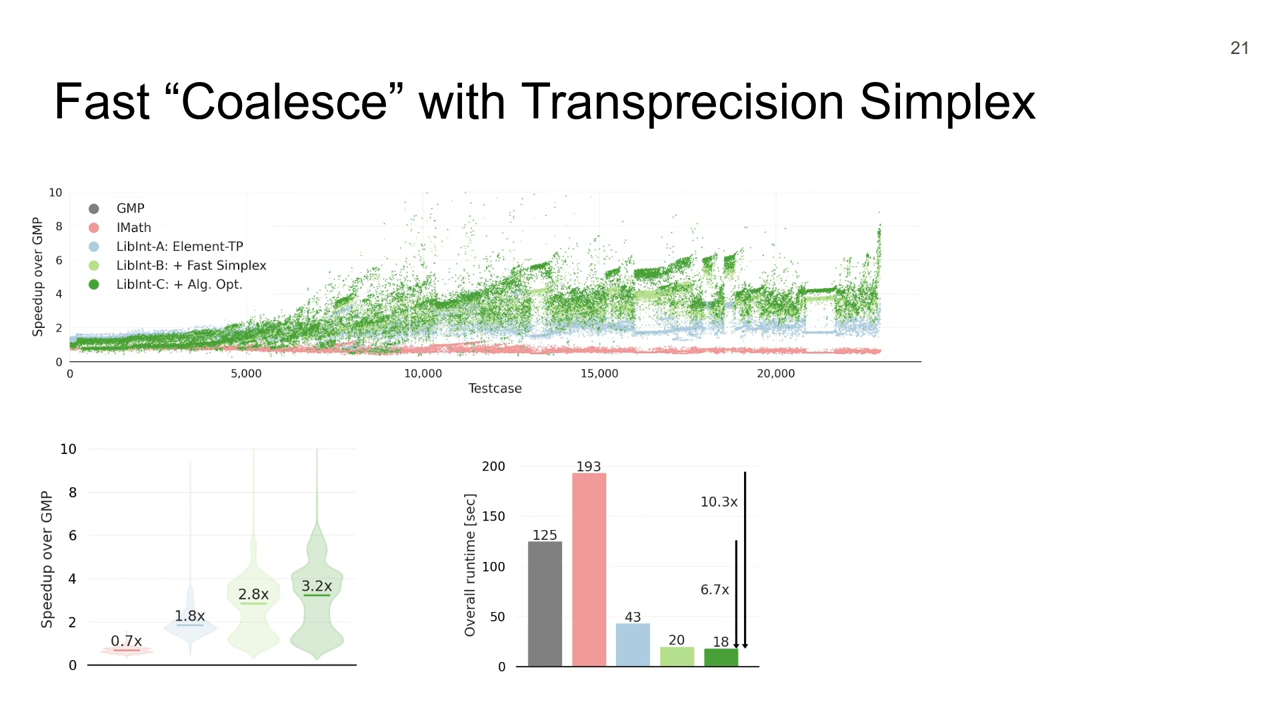 21
Fast “Coalesce” with Transprecision Simplex
10
8
6
4
2
0
Speedup over GMP
GMP
IMath
LibInt-A: Element-TP
LibInt-B: + Fast Simplex
LibInt-C: + Alg. Opt.
0 5,000 10,000 15,000 20,000
Testcase
10
8
6
4
2
0
Speedup over GMP
0.7x
1.8x
2.8x
3.2x
200
150
100
50
0
Overall runtime [sec]
125
193
43
20
18
10.3x
6.7x